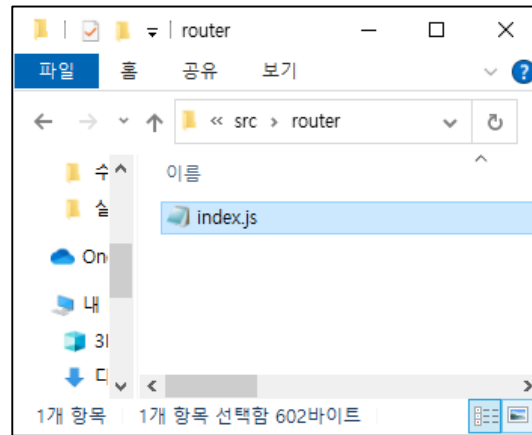 router
파일 홈 공유 보기
« src › router
이름
index.js
수
One
내
1개 항목 1개 항목 선택함 602바이트